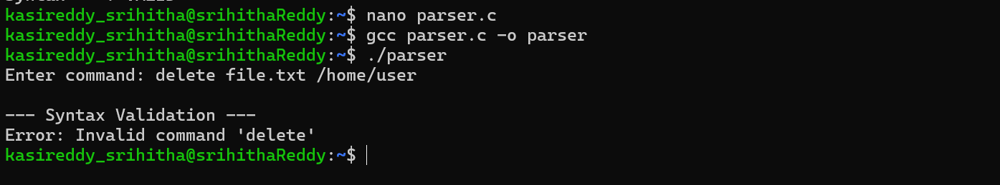 kasireddy_srihitha@srihithaReddy:~$ nano parser.c
kasireddy_srihitha@srihithaReddy:~$ gcc parser.c -o parser
kasireddy_srihitha@srihithaReddy:~$ ./parser
Enter command: delete file.txt /home/user
--- Syntax Validation ---
Error: Invalid command 'delete'
kasireddy_srihitha@srihithaReddy:~$